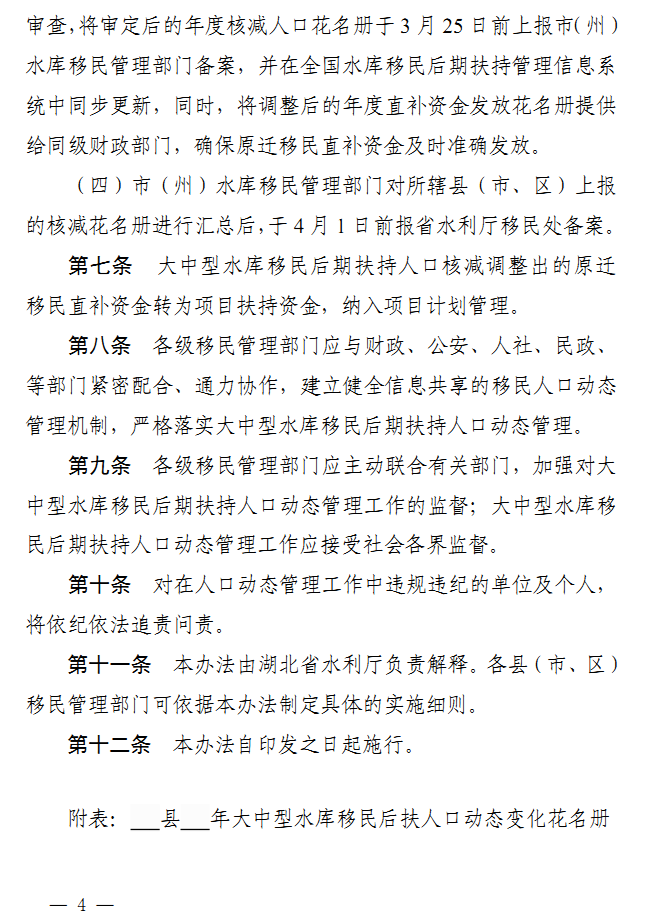 审查，将审定后的年度核减人口花名册于 3 月 25 日前上报市（州）
水库移民管理部门备案，并在全国水库移民后期扶持管理信息系
统中同步更新，同时，将调整后的年度直补资金发放花名册提供
给同级财政部门，确保原迁移民直补资金及时准确发放。
（四）市（州）水库移民管理部门对所辖县（市、区）上报
的核减花名册进行汇总后，于 4 月 1 日前报省水利厅移民处备案。
第七条　大中型水库移民后期扶持人口核减调整出的原迁
移民直补资金转为项目扶持资金，纳入项目计划管理。
第八条　各级移民管理部门应与财政、公安、人社、民政、
等部门紧密配合、通力协作，建立健全信息共享的移民人口动态
管理机制，严格落实大中型水库移民后期扶持人口动态管理。
第九条　各级移民管理部门应主动联合有关部门，加强对大
中型水库移民后期扶持人口动态管理工作的监督；大中型水库移
民后期扶持人口动态管理工作应接受社会各界监督。
第十条　对在人口动态管理工作中违规违纪的单位及个人，
将依纪依法追责问责。
第十一条　本办法由湖北省水利厅负责解释。各县（市、区）
移民管理部门可依据本办法制定具体的实施细则。
第十二条　本办法自印发之日起施行。
附表：___县___年大中型水库移民后扶人口动态变化花名册
— 4 —